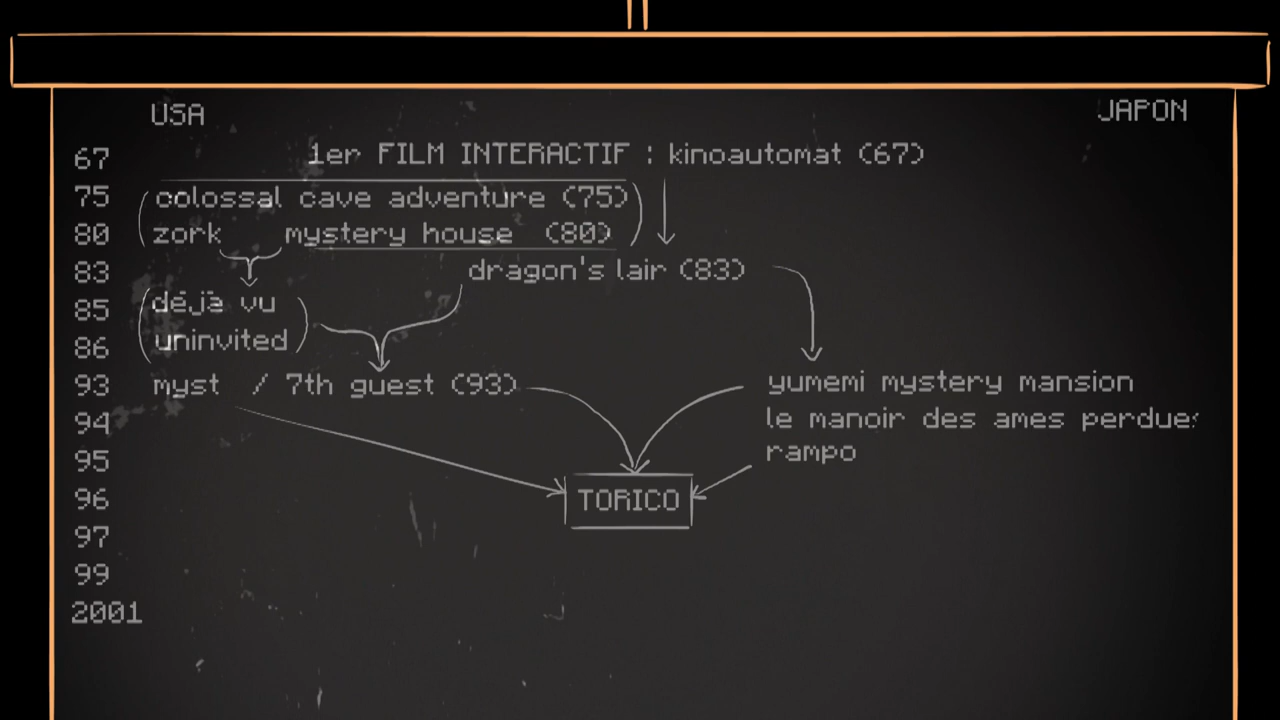 USA JAPON
67 1er FILM INTERACTIF : kinoautomat (67)
75 colossal cave adventure (75)
80 zork mystery house (80)
83 dragon's lair (83)
85 déjà vu
86 uninvited
93 myst / 7th guest (93) yumemi mystery mansion
94 le manoir des ames perdues
95 rampo
96 TORICO
97
99
2001